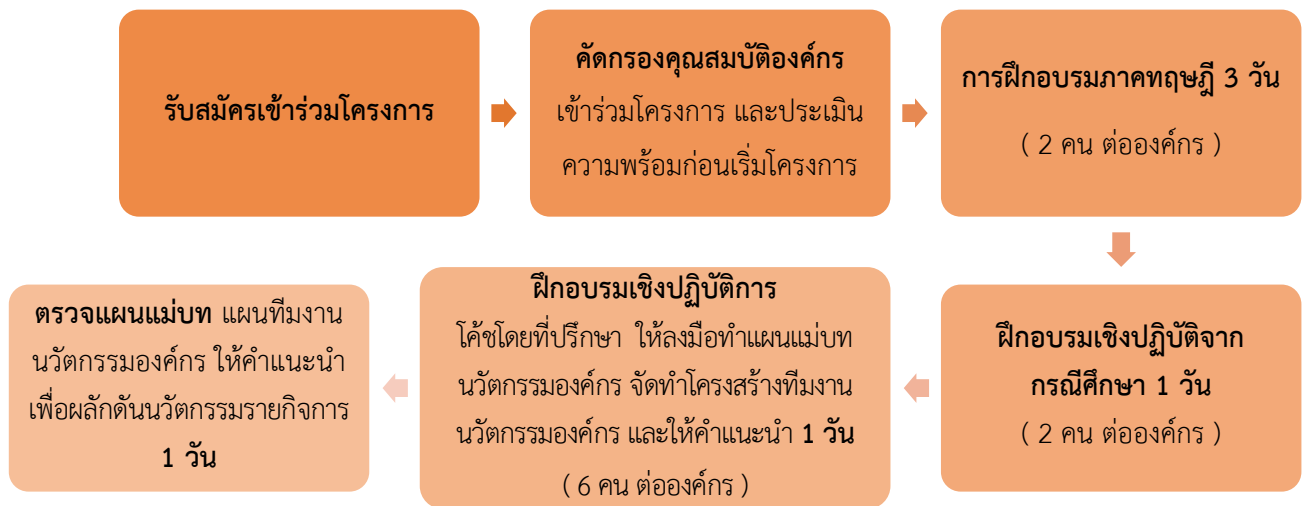 รับสมัครเข้าร่วมโครงการ
คัดกรองคุณสมบัติองค์กร
เข้าร่วมโครงการ และประเมิน
ความพร้อมก่อนเริ่มโครงการ
การฝึกอบรมภาคทฤษฎี 3 วัน
( 2 คน ต่อองค์กร )
ฝึกอบรมเชิงปฏิบัติจาก
กรณีศึกษา 1 วัน
( 2 คน ต่อองค์กร )
ฝึกอบรมเชิงปฏิบัติการ
โค้ชโดยที่ปรึกษา ให้ลงมือทำแผนแม่บท
นวัตกรรมองค์กร จัดทำโครงสร้างทีมงาน
นวัตกรรมองค์กร และให้คำแนะนำ 1 วัน
( 6 คน ต่อองค์กร )
ตรวจแผนแม่บท แผนทีมงาน
นวัตกรรมองค์กร ให้คำแนะนำ
เพื่อผลักดันนวัตกรรมรายกิจการ
1 วัน